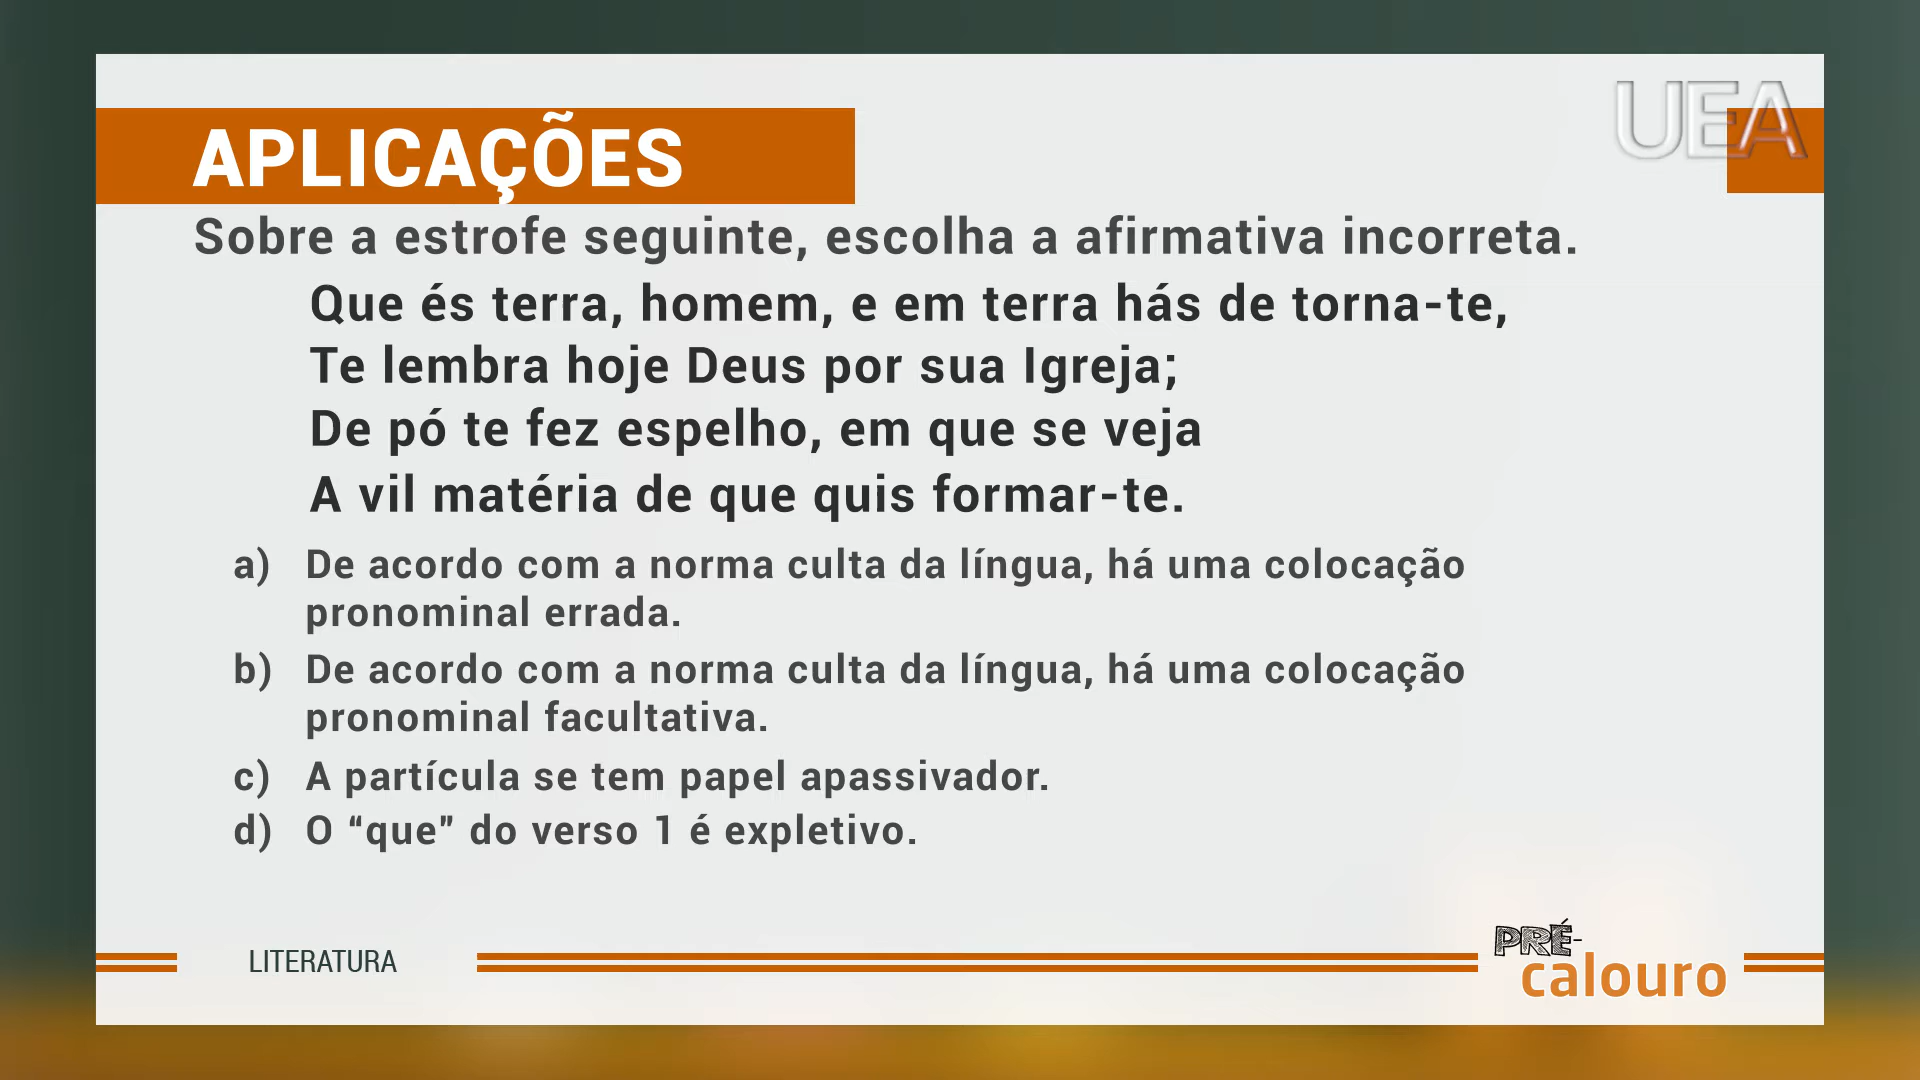 UEA
APLICAÇÕES
Sobre a estrofe seguinte, escolha a afirmativa incorreta.
Que és terra, homem, e em terra hás de torna-te,
Te lembra hoje Deus por sua Igreja;
De pó te fez espelho, em que se veja
A vil matéria de que quis formar-te.
a) De acordo com a norma culta da língua, há uma colocação
pronominal errada.
b) De acordo com a norma culta da língua, há uma colocação
pronominal facultativa.
c) A partícula se tem papel apassivador.
d) O “que” do verso 1 é expletivo.
LITERATURA
PRÉ-
calouro